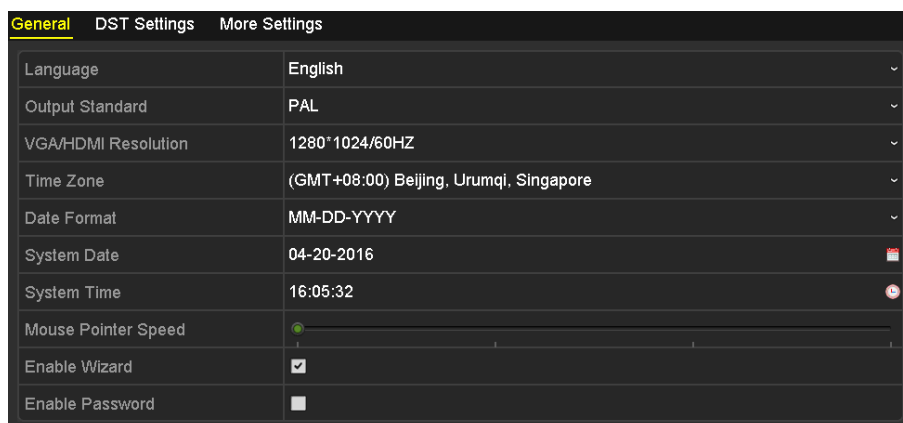 General DST Settings More Settings
Language English
Output Standard PAL
VGA/HDMI Resolution 1280*1024/60HZ
Time Zone (GMT+08:00) Beijing, Urumqi, Singapore
Date Format MM-DD-YYYY
System Date 04-20-2016
System Time 16:05:32
Mouse Pointer Speed
Enable Wizard
Enable Password